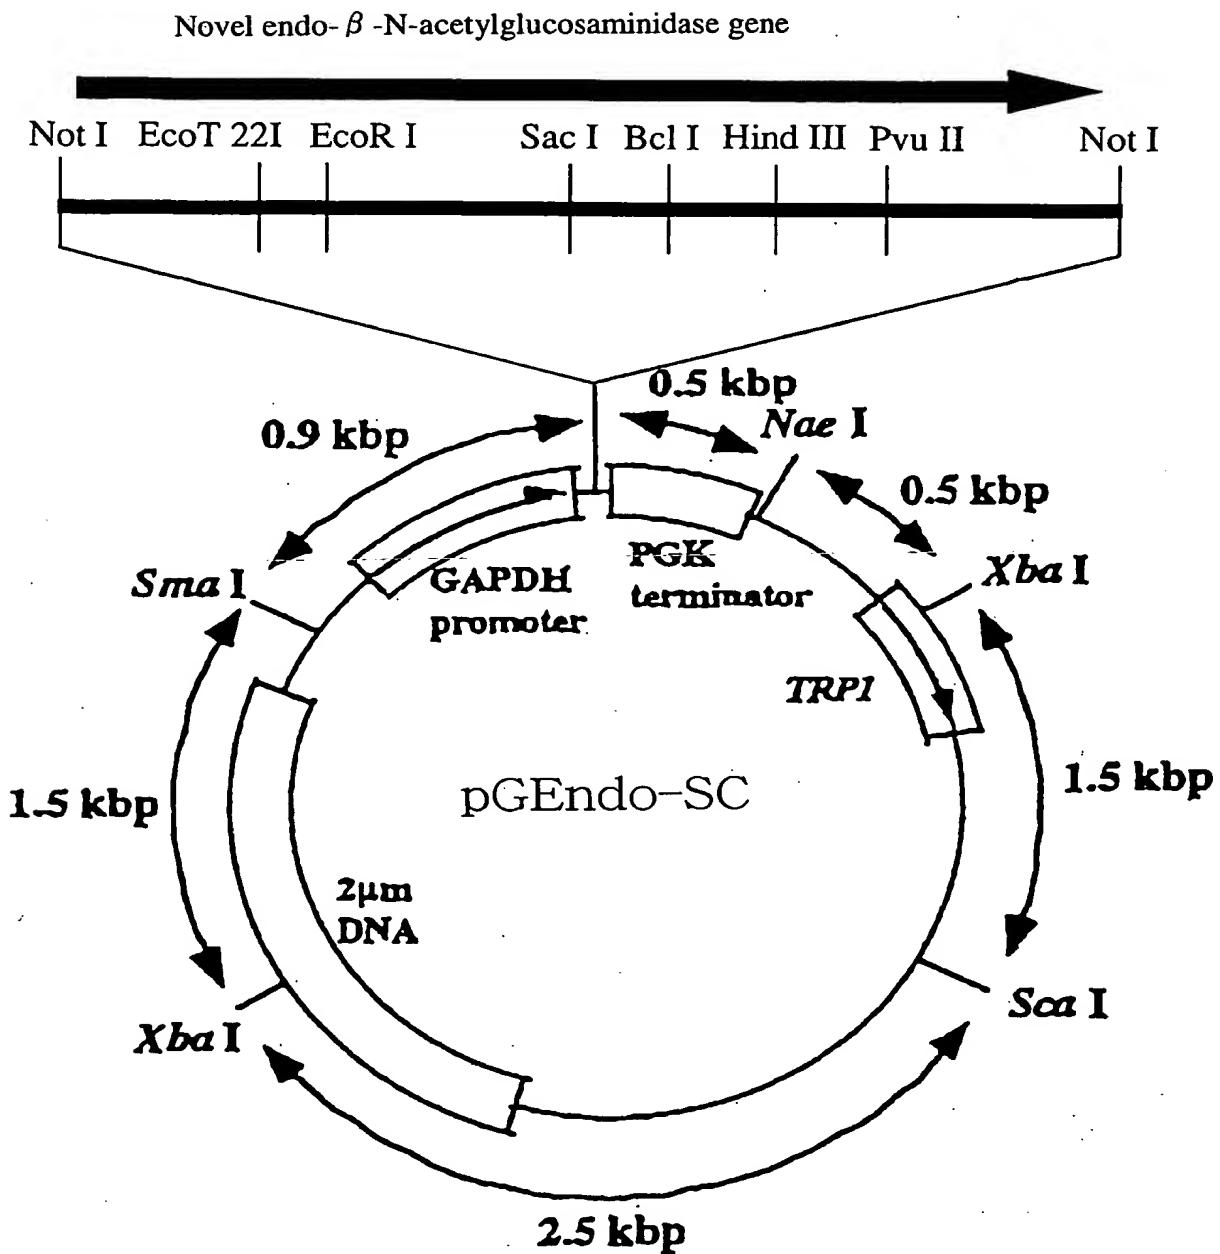 Novel endo- β -N-acetylglucosaminidase gene
Not I EcoT 22I EcoR I Sac I Bcl I Hind III Pvu II Not I
0.5 kbp
0.9 kbp
Nae I
0.5 kbp
Sma I
GAPDH
promoter
PGK
terminator
Xba I
TRP1
1.5 kbp
pGEndo-SC
1.5 kbp
2μm
DNA
Xba I
Sca I
2.5 kbp